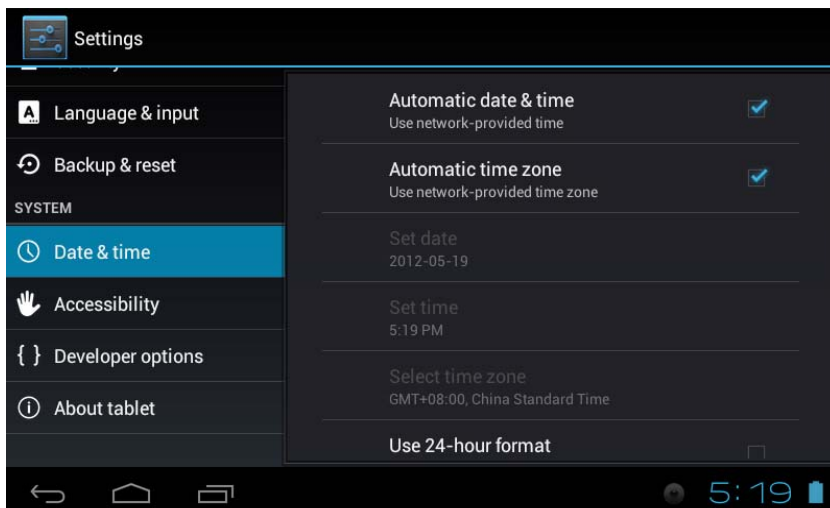 Settings
Language & input
Backup & reset
SYSTEM
Date & time
Accessibility
{ } Developer options
About tablet
Automatic date & time
Use network-provided time
Automatic time zone
Use network-provided time zone
Set date
2012-05-19
Set time
5:19 PM
Select time zone
GMT+08:00, China Standard Time
Use 24-hour format
5:19